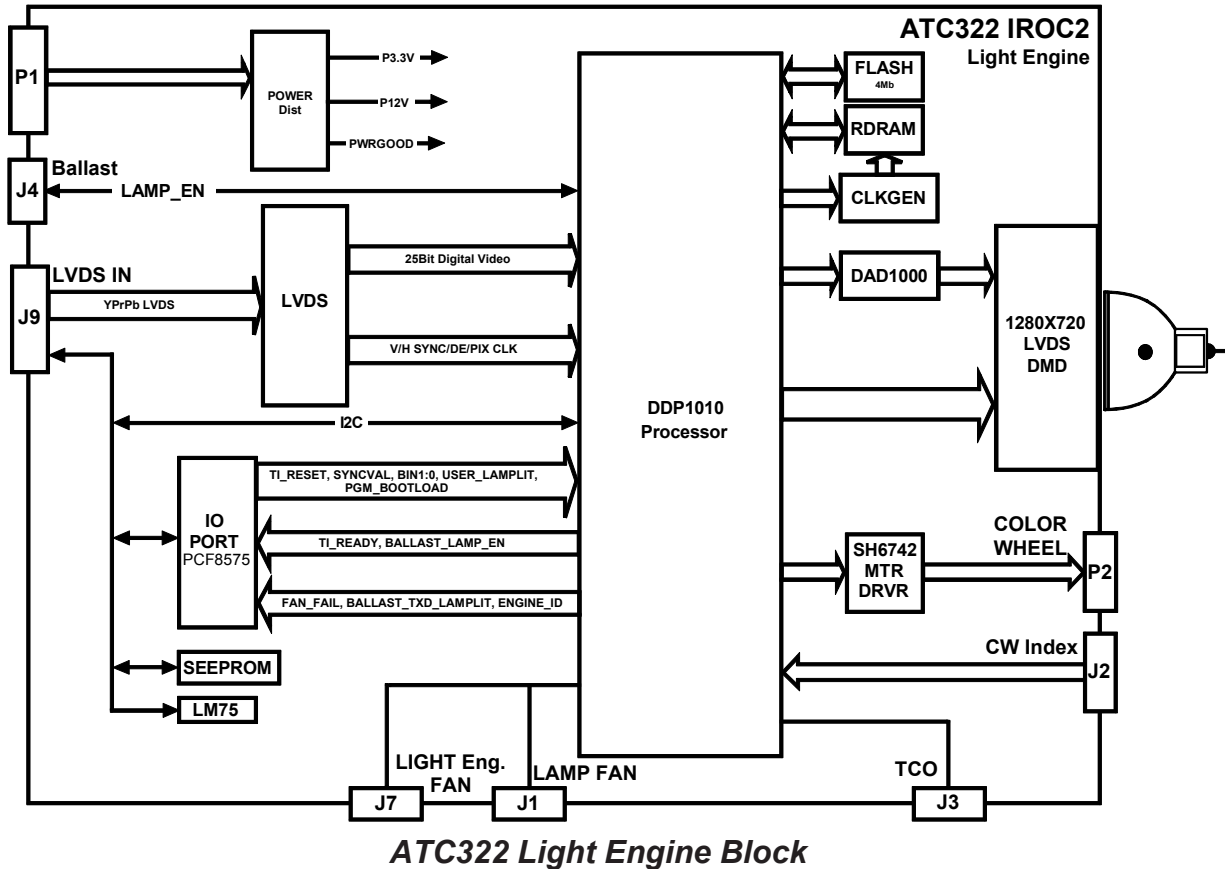 ATC322 IROC2
Light Engine
P1
POWER
Dist
P3.3V
P12V
PWRGOOD
FLASH
4Mb
RDRAM
CLKGEN
Ballast
J4
LAMP_EN
LVDS IN
J9
YPrPb LVDS
LVDS
25Bit Digital Video
V/H SYNC/DE/PIX CLK
DAD1000
1280X720
LVDS
DMD
DDP1010
Processor
I2C
TI_RESET, SYNCVAL, BIN1:0, USER_LAMPLIT,
PGM_BOOTLOAD
IO
PORT
PCF8575
TI_READY, BALLAST_LAMP_EN
FAN_FAIL, BALLAST_TXD_LAMPLIT, ENGINE_ID
SH6742
MTR
DRVR
COLOR
WHEEL
P2
CW Index
J2
SEEPROM
LM75
LIGHT Eng.
FAN
LAMP FAN
TCO
J7
J1
J3
ATC322 Light Engine Block